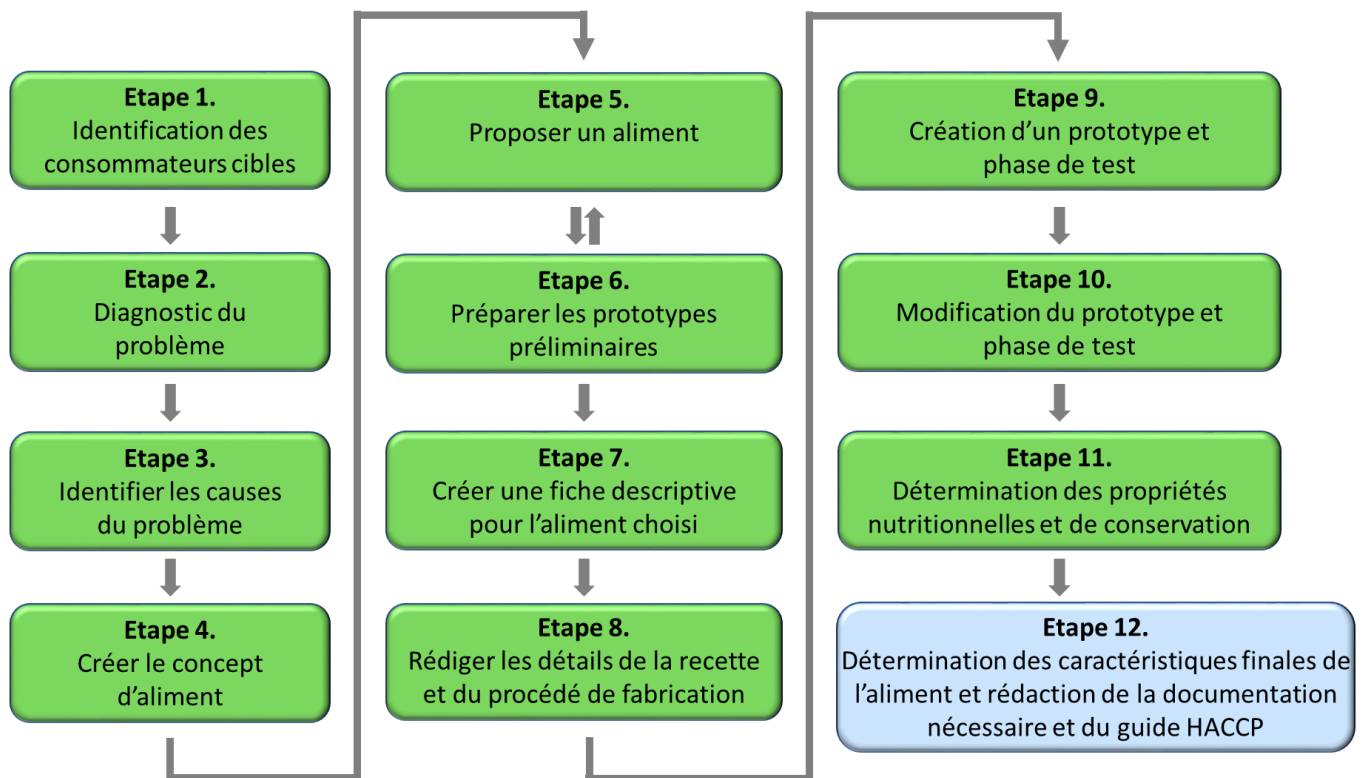 Etape 1.
Identification des
consommateurs cibles
Etape 2.
Diagnostic du
problème
Etape 3.
Identifier les causes
du problème
Etape 4.
Créer le concept
d’aliment
Etape 5.
Proposer un aliment
Etape 6.
Préparer les prototypes
préliminaires
Etape 7.
Créer une fiche descriptive
pour l’aliment choisi
Etape 8.
Rédiger les détails de la recette
et du procédé de fabrication
Etape 9.
Création d’un prototype et
phase de test
Etape 10.
Modification du prototype et
phase de test
Etape 11.
Détermination des propriétés
nutritionnelles et de conservation
Etape 12.
Détermination des caractéristiques finales de
l’aliment et rédaction de la documentation
nécessaire et du guide HACCP